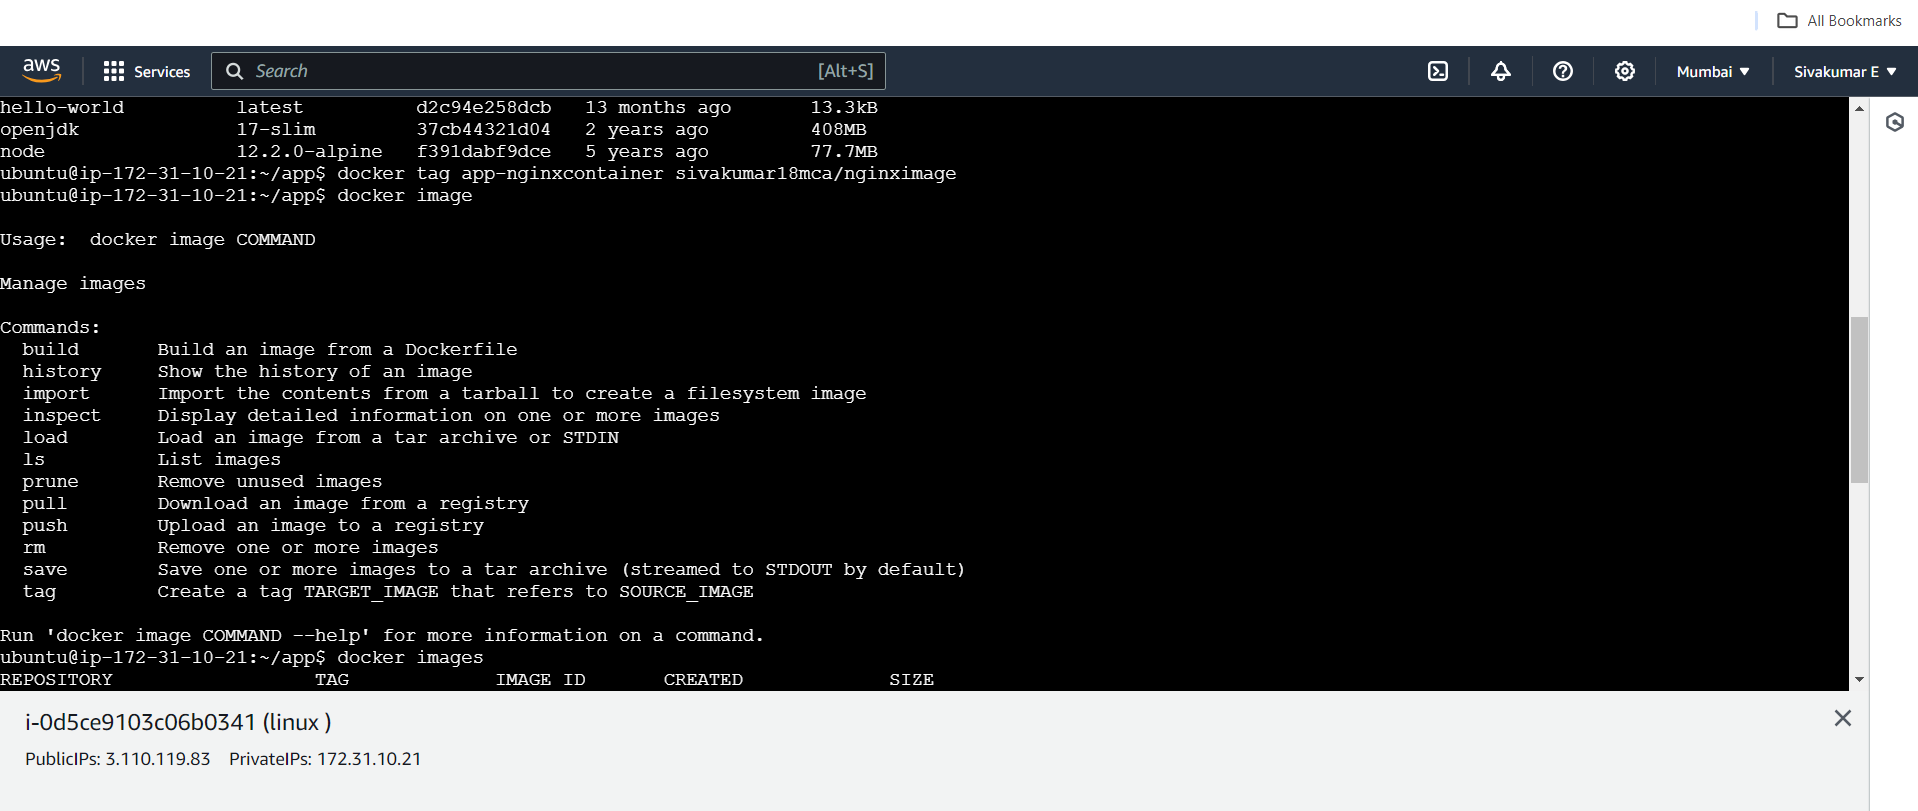 All Bookmarks
aws Services Search [Alt+S] Mumbai Sivakumar E
hello-world latest d2c94e258dcb 13 months ago 13.3kB
openjdk 17-slim 37cb44321d04 2 years ago 408MB
node 12.2.0-alpine f391dabf9dce 5 years ago 77.7MB
ubuntu@ip-172-31-10-21:~/app$ docker tag app-nginxcontainer sivakumar18mca/nginximage
ubuntu@ip-172-31-10-21:~/app$ docker image
Usage: docker image COMMAND
Manage images
Commands:
build Build an image from a Dockerfile
history Show the history of an image
import Import the contents from a tarball to create a filesystem image
inspect Display detailed information on one or more images
load Load an image from a tar archive or STDIN
ls List images
prune Remove unused images
pull Download an image from a registry
push Upload an image to a registry
rm Remove one or more images
save Save one or more images to a tar archive (streamed to STDOUT by default)
tag Create a tag TARGET_IMAGE that refers to SOURCE_IMAGE
Run 'docker image COMMAND --help' for more information on a command.
ubuntu@ip-172-31-10-21:~/app$ docker images
REPOSITORY TAG IMAGE ID CREATED SIZE
i-0d5ce9103c06b0341 (linux )
PublicIPs: 3.110.119.83 PrivateIPs: 172.31.10.21